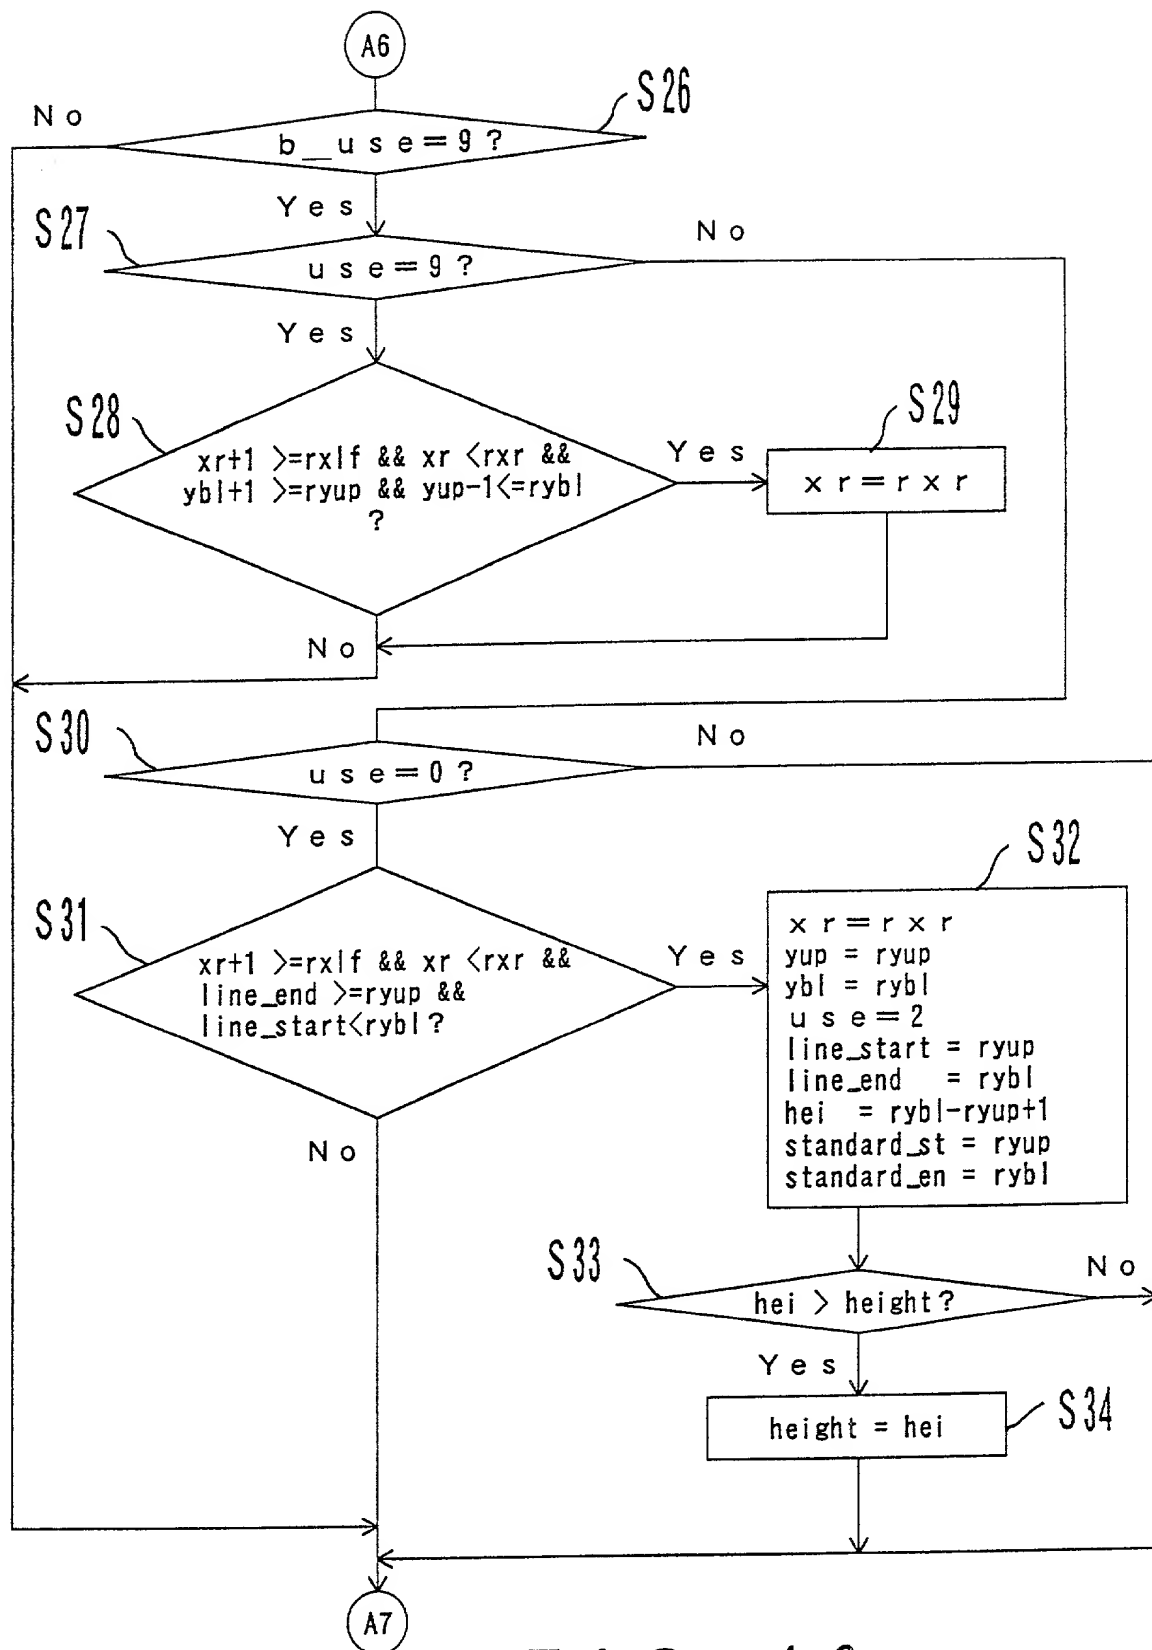 A6
No
S26
b_use=9?
Yes
S27
No
use=9?
Yes
S28
S29
xr+1 >=rxlf && xr <rxr &&
ybl+1 >=ryup && yup-1<=rybl
?
Yes
xr=rxr
No
S30
No
use=0?
Yes
S32
S31
xr+1 >=rxlf && xr <rxr &&
line_end >=ryup &&
line_start<rybl?
Yes
xr=rxr
yup = ryup
ybl = rybl
use=2
line_start = ryup
line_end = rybl
hei = rybl-ryup+1
standard_st = ryup
standard_en = rybl
No
S33
No
hei > height?
Yes
S34
height = hei
A7